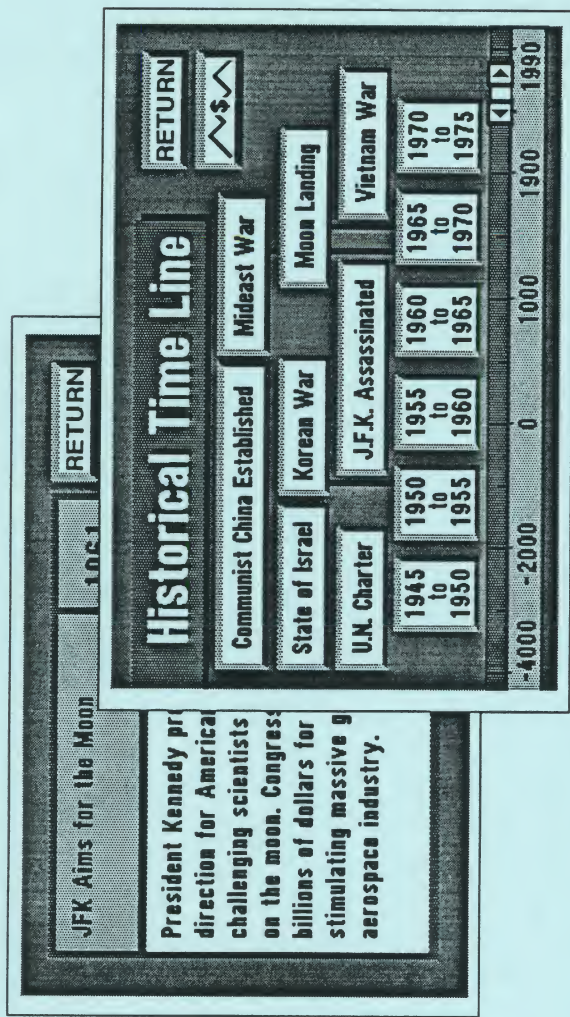 JFK Aims for the Moon
1961
RETURN
President Kennedy
direction for American
challenging scientists
on the moon. Congress
billions of dollars for
stimulating massive
aerospace industry.
Historical Time Line
RETURN
$
Communist China Established
Mideast War
State of Israel
Korean War
Moon Landing
U.N. Charter
J.F.K. Assassinated
Vietnam War
1945 to 1950
1950 to 1955
1955 to 1960
1960 to 1965
1965 to 1970
1970 to 1975
-4000 -2000 0 1000 1900 1990